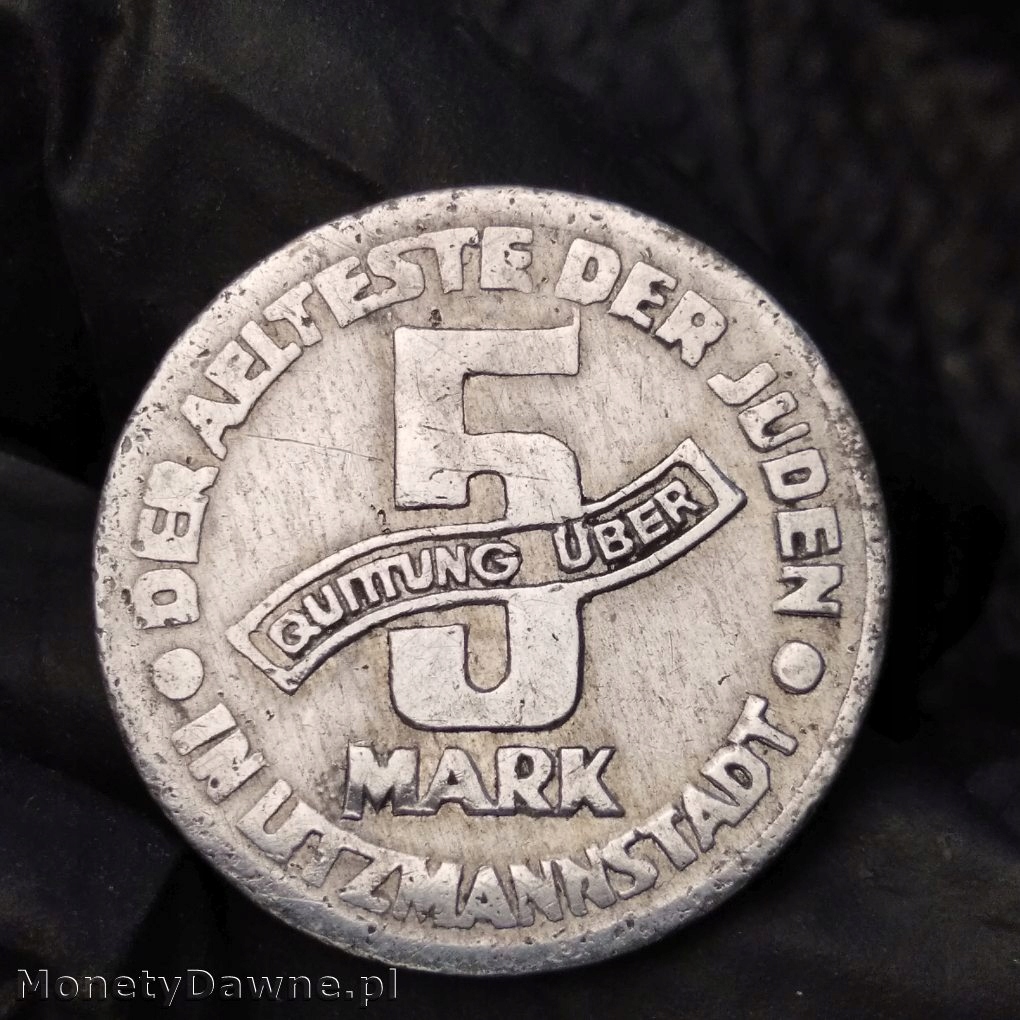 DER AELTESTE DER JUDEN
5
QUITTUNG ÜBER
MARK
IN LITZMANNSTADT
MonetyDawne.pl